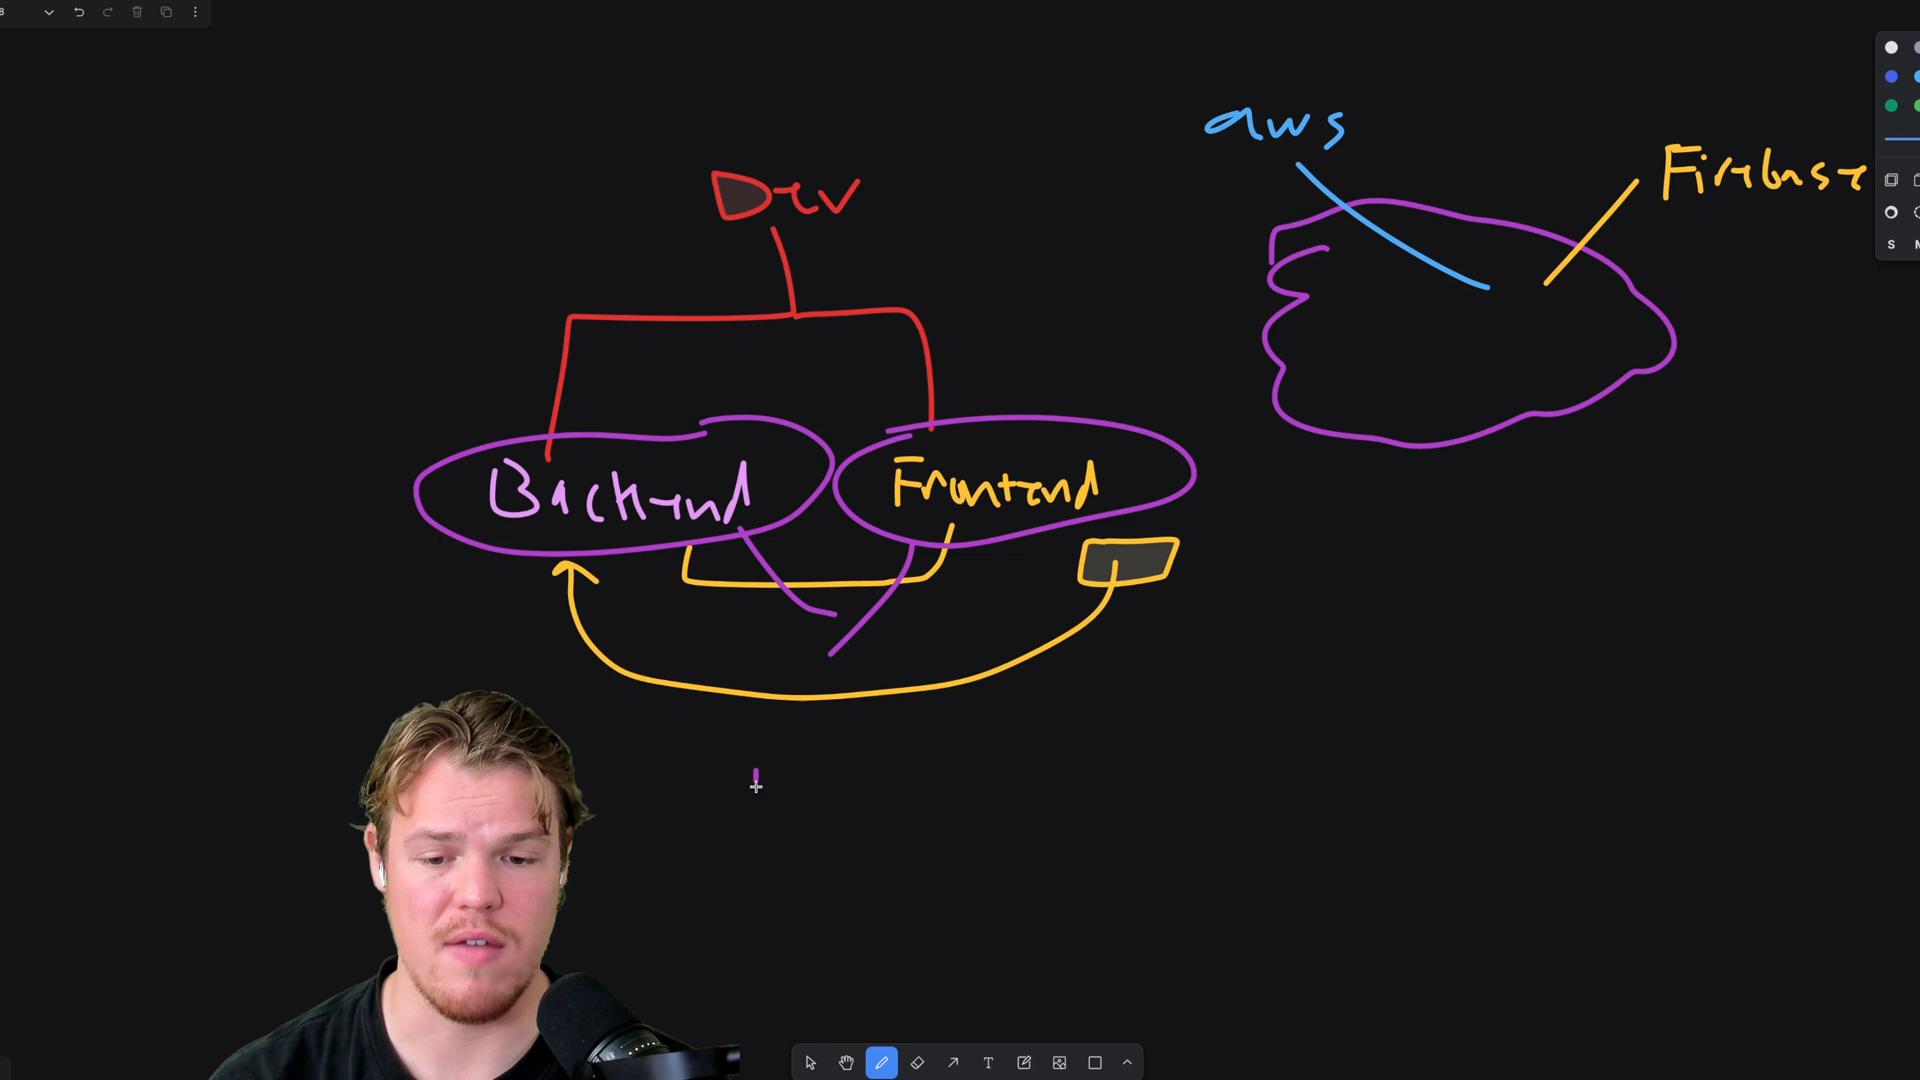 aws
Firebase
Dev
Backend
Frontend
S
T